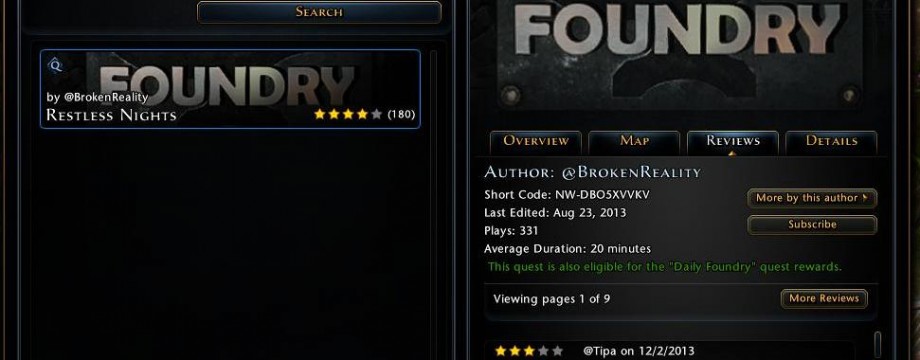 SEARCH
FOUNDRY
by @BrokenReality
RESTLESS NIGHTS
(180)
FOUNDRY
OVERVIEW
MAP
REVIEWS
DETAILS
AUTHOR: @BROKENREALITY
Short Code: NW-DBO5XVVKV
More by this author
Last Edited: Aug 23, 2013
Subscribe
Plays: 331
Average Duration: 20 minutes
This quest is also eligible for the "Daily Foundry" quest rewards.
Viewing pages 1 of 9
More Reviews
@Tipa on 12/2/2013